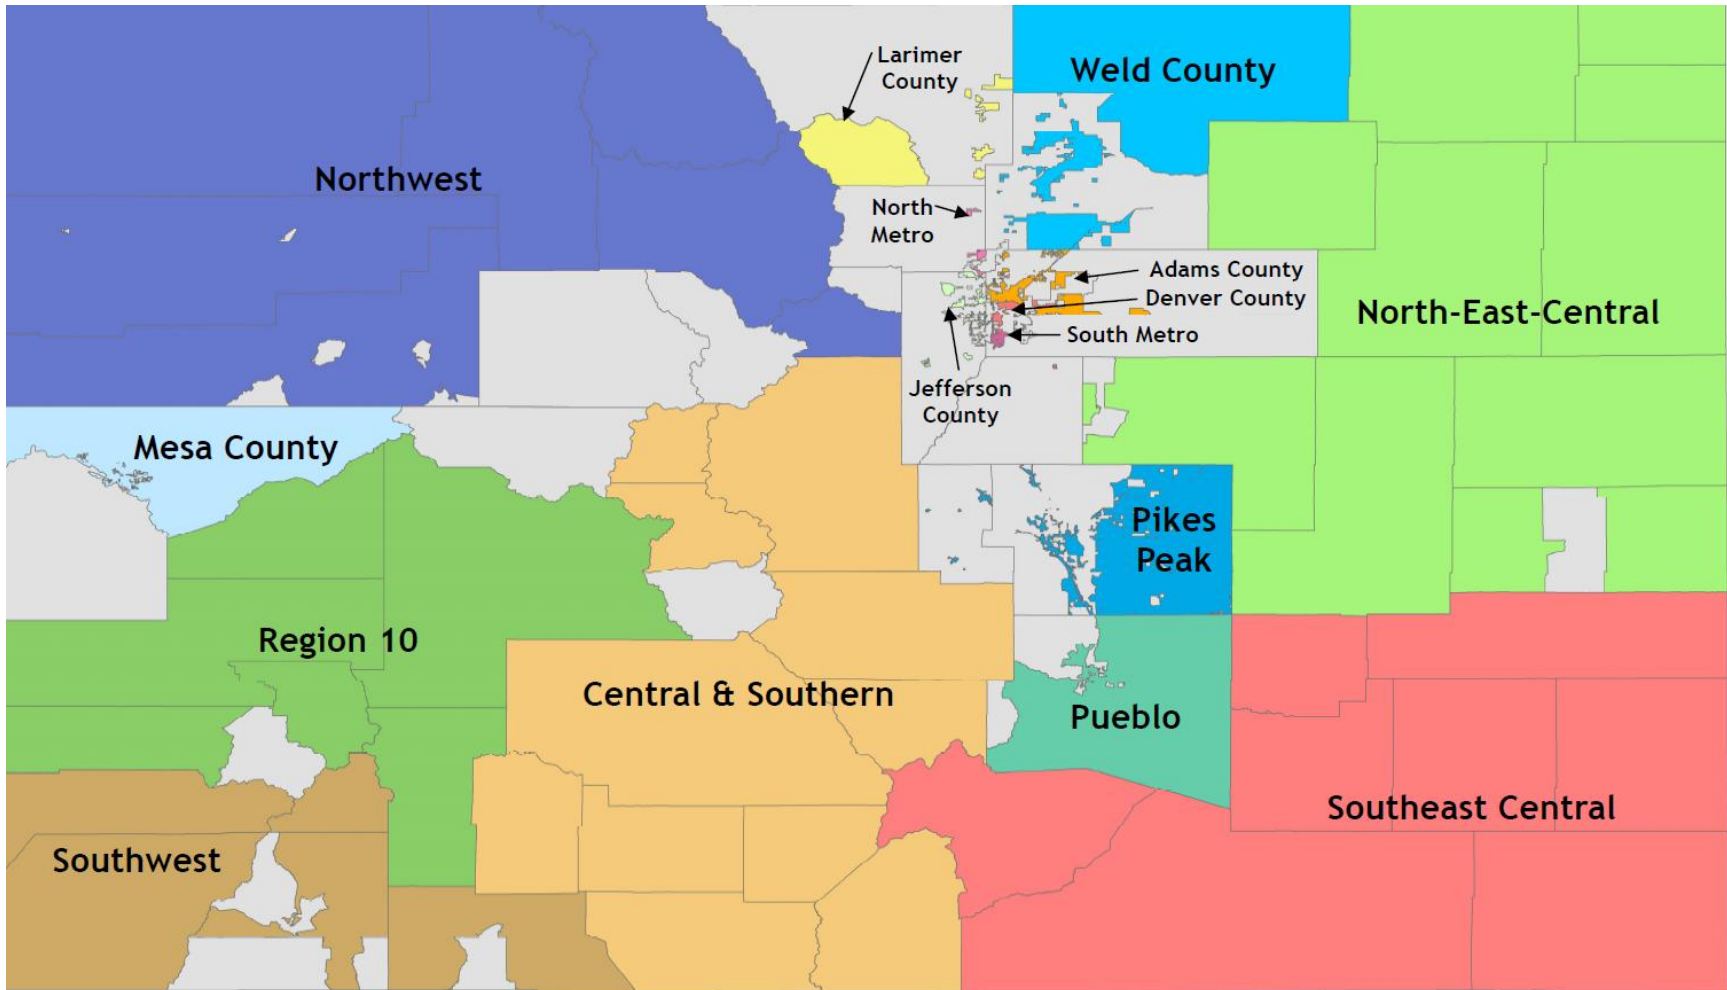 Larimer
County
Weld County
Northwest
North
Metro
Adams County
Denver County
North-East-Central
South Metro
Jefferson
County
Mesa County
Pikes
Peak
Region 10
Central & Southern
Pueblo
Southeast Central
Southwest